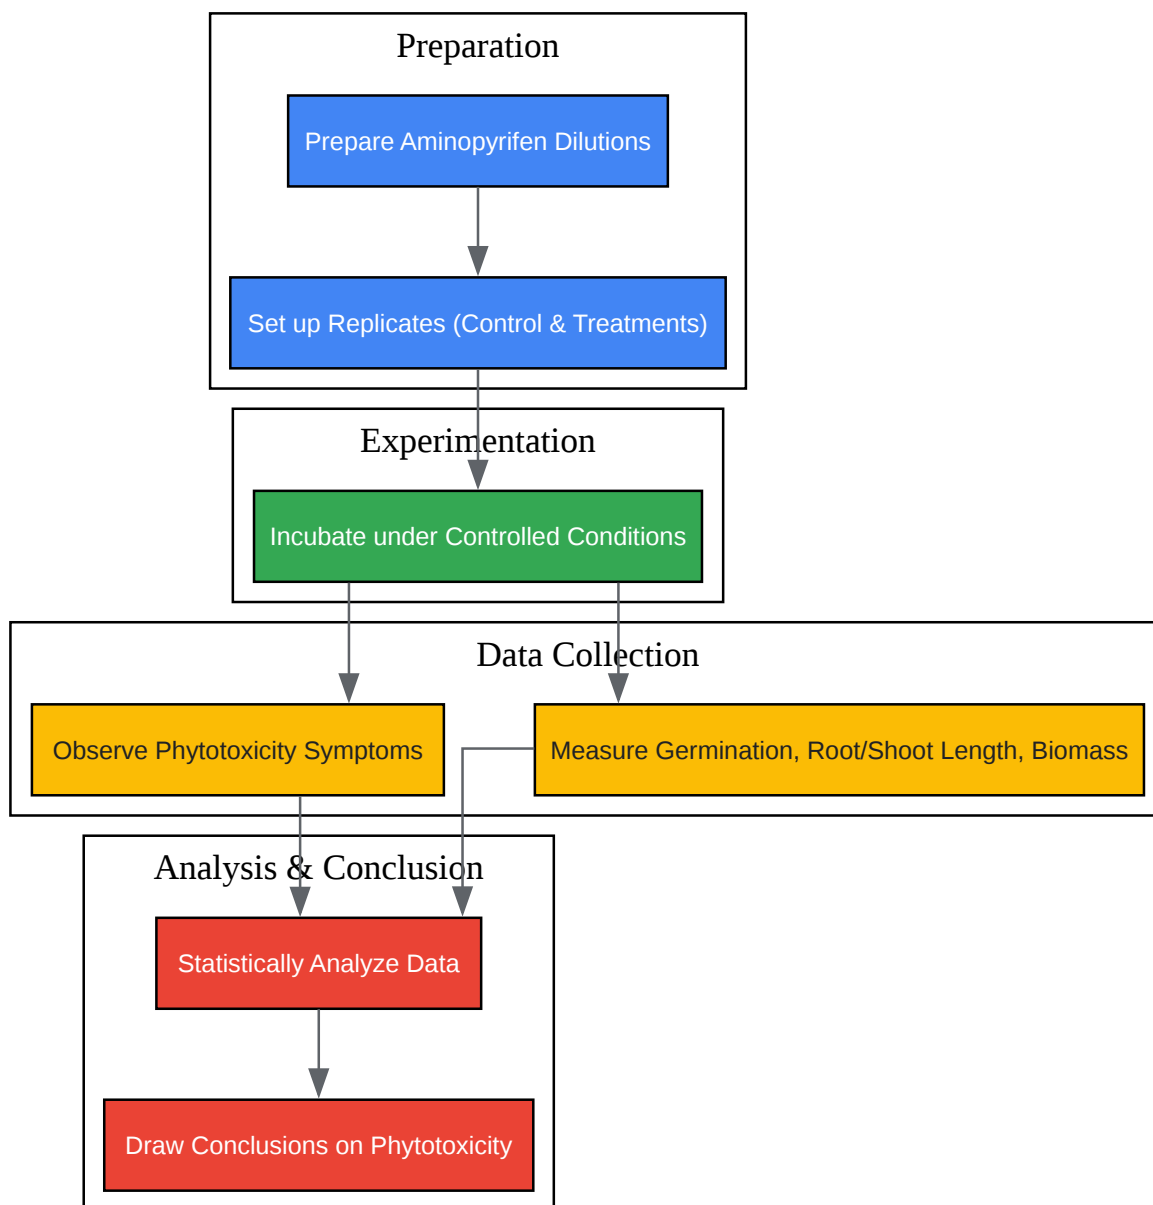 Preparation
Prepare Aminopyrifen Dilutions
Set up Replicates (Control & Treatments)
Experimentation
Incubate under Controlled Conditions
Data Collection
Observe Phytotoxicity Symptoms
Measure Germination, Root/Shoot Length, Biomass
Analysis & Conclusion
Statistically Analyze Data
Draw Conclusions on Phytotoxicity